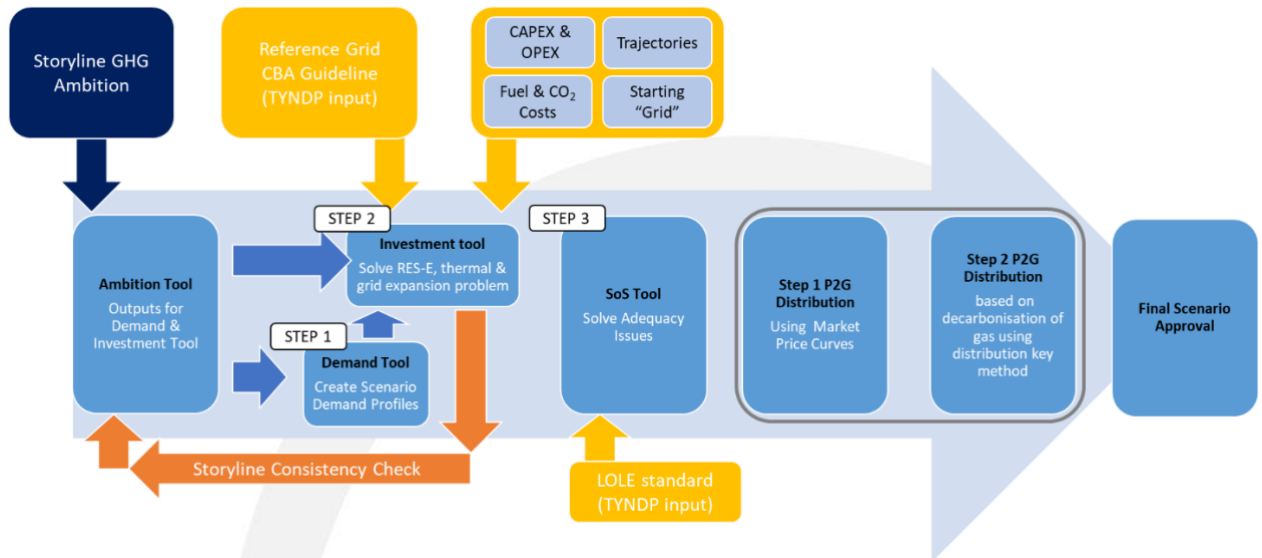 Storyline GHG
Ambition
Reference Grid
CBA Guideline
(TYNDP input)
CAPEX &
OPEX
Trajectories
Fuel & CO₂
Costs
Starting
“Grid”
STEP 2
STEP 3
Ambition Tool
Outputs for
Demand &
Investment Tool
Investment tool
Solve RES-E, thermal &
grid expansion problem
STEP 1
Demand Tool
Create Scenario
Demand Profiles
SoS Tool
Solve Adequacy
Issues
Step 1 P2G
Distribution
Using Market
Price Curves
Step 2 P2G
Distribution
based on
decarbonisation of
gas using
distribution key
method
Final Scenario
Approval
Storyline Consistency Check
LOLE standard
(TYNDP input)